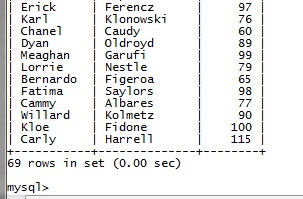 | Erick | Ferencz | 97 |
| Karl | Klonowski | 76 |
| Chanel | Caudy | 60 |
| Dyan | Oldroyd | 89 |
| Meaghan | Garufi | 99 |
| Lorrie | Nestle | 79 |
| Bernardo | Figeroa | 65 |
| Fatima | Saylors | 98 |
| Cammy | Albares | 77 |
| Willard | Kolmetz | 90 |
| Kloe | Fidone | 100 |
| Carly | Harrell | 115 |
+----------+------------+-------+
69 rows in set (0.00 sec)
mysql>